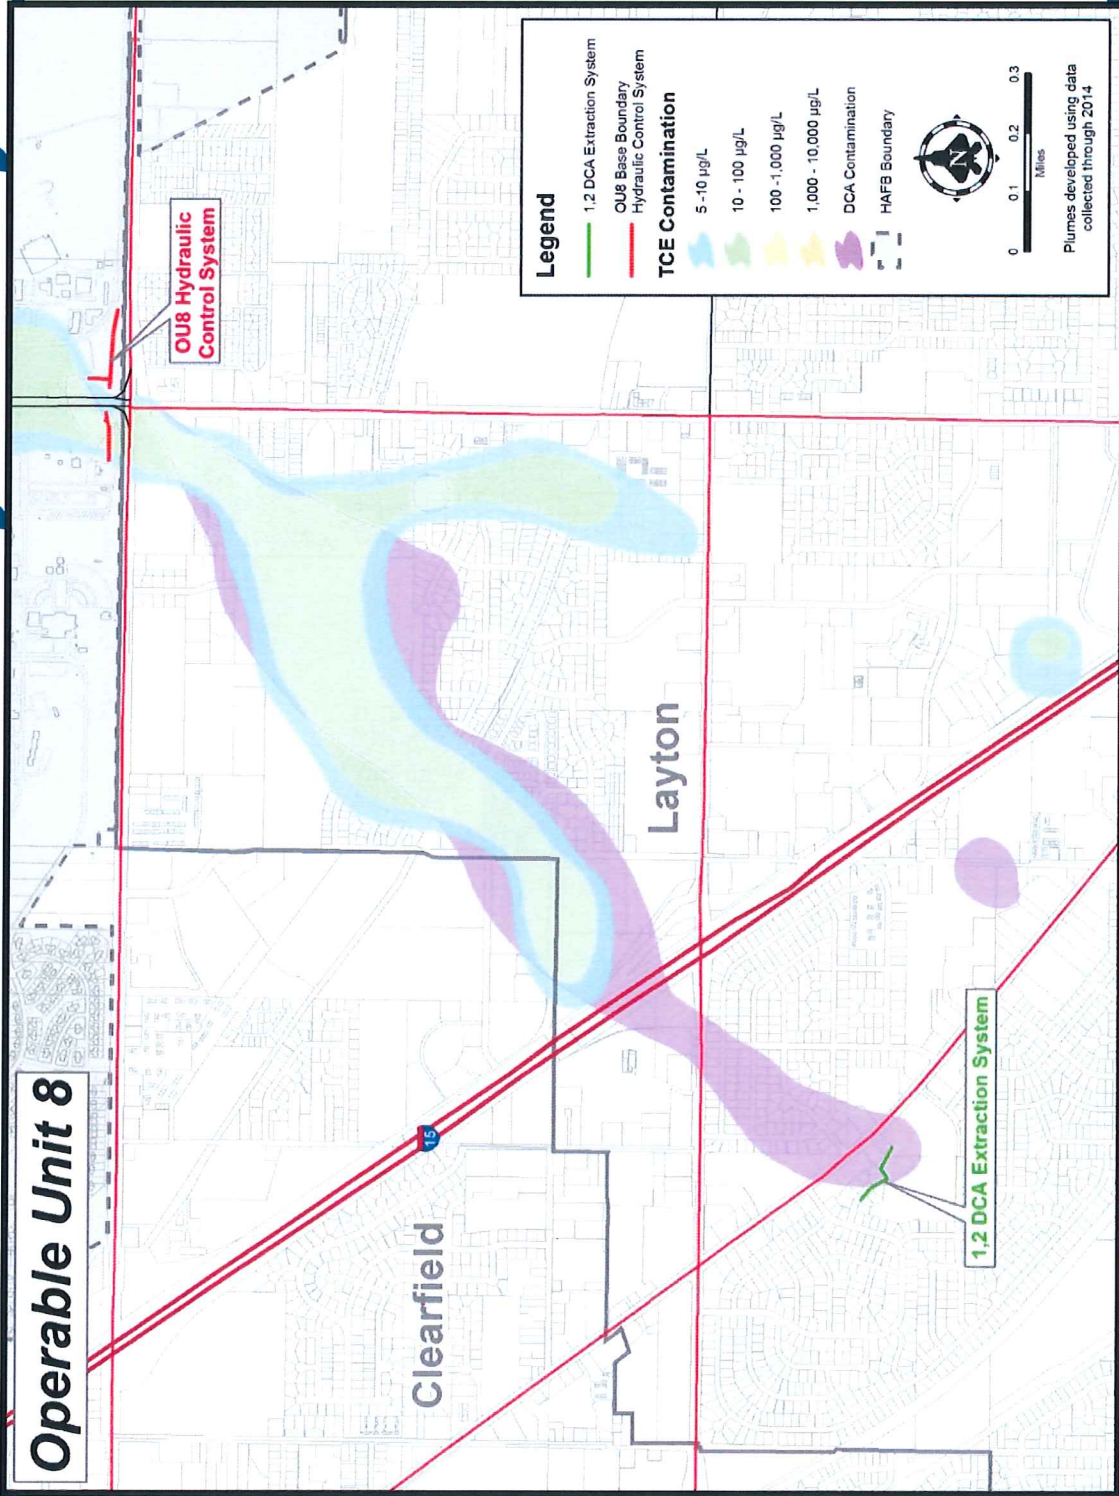 Operable Unit 8
OU8 Hydraulic
Control System
Clearfield
Layton
15
1,2 DCA Extraction System
Legend
1,2 DCA Extraction System
OU8 Base Boundary
Hydraulic Control System
TCE Contamination
5 -10 µg/L
10 - 100 µg/L
100 -1,000 µg/L
1,000 - 10,000 µg/L
DCA Contamination
HAFB Boundary
N
0 0.1 0.2 0.3
Miles
Plumes developed using data
collected through 2014